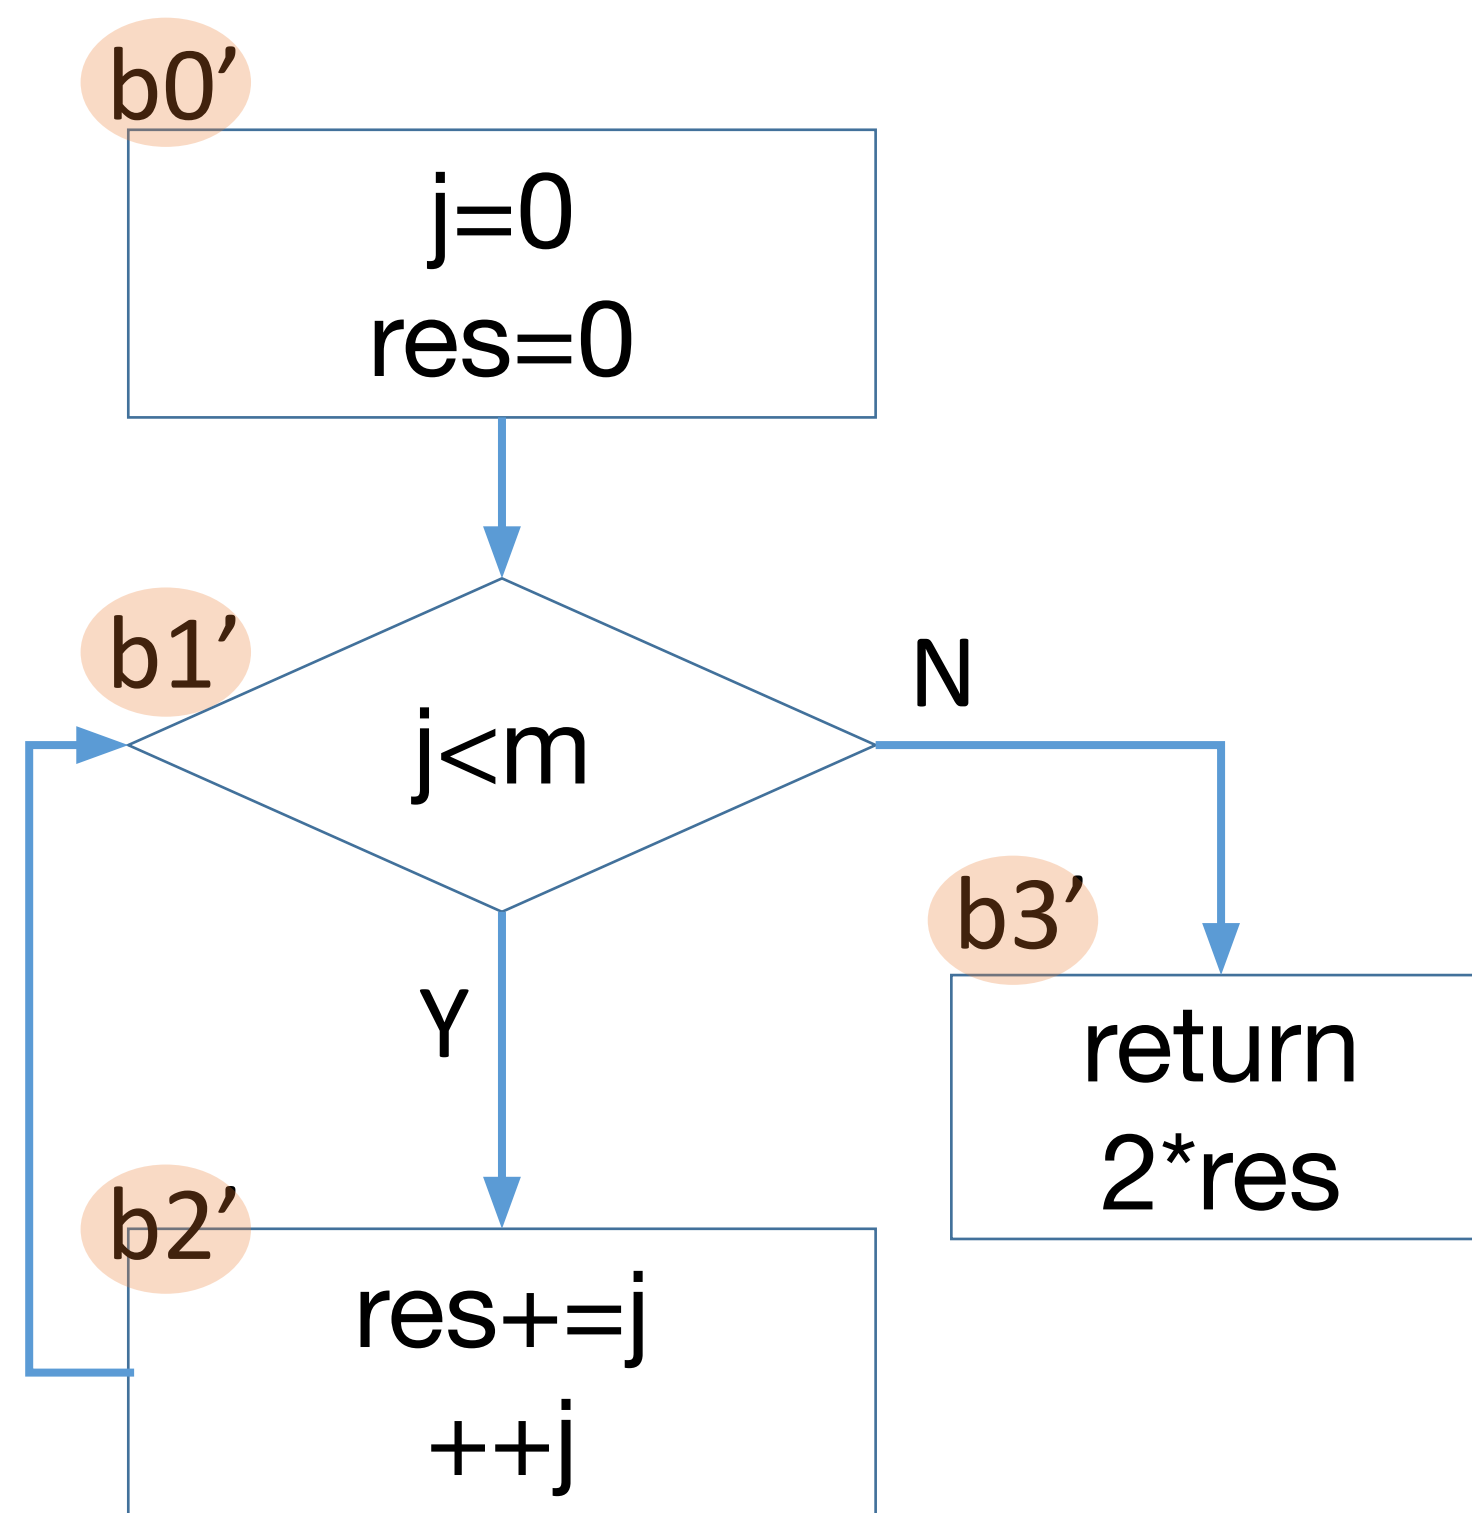 b0’
j=0
res=0
b1’
j<m
N
b3’
return
2*res
Y
b2’
res+=j
++j